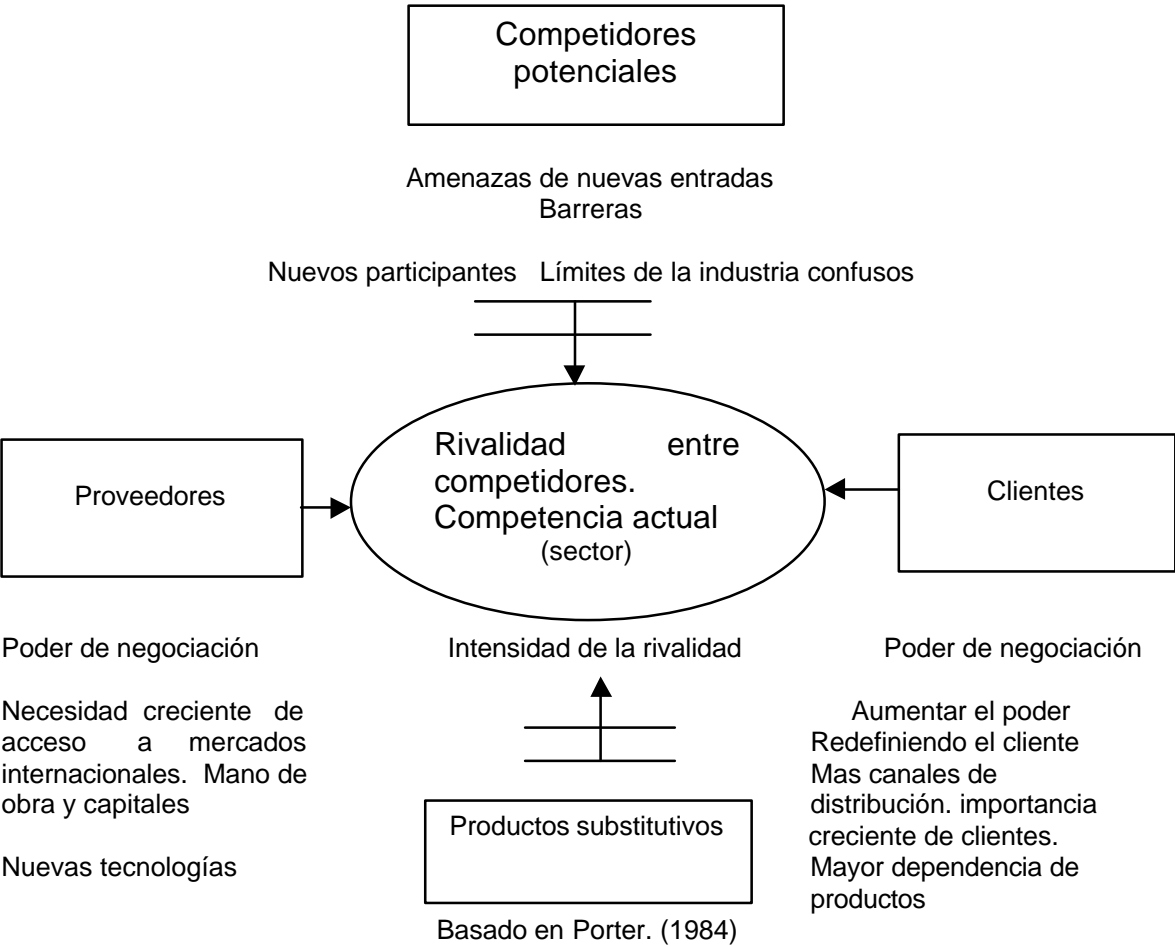 Competidores
potenciales
Amenazas de nuevas entradas
Barreras
Nuevos participantes Límites de la industria confusos
Proveedores
Rivalidad entre
competidores.
Competencia actual
(sector)
Clientes
Poder de negociación
Necesidad creciente de
acceso a mercados
internacionales. Mano de
obra y capitales
Nuevas tecnologías
Intensidad de la rivalidad
Productos substitutivos
Basado en Porter. (1984)
Poder de negociación
Aumentar el poder
Redefiniendo el cliente
Mas canales de
distribución. importancia
creciente de clientes.
Mayor dependencia de
productos